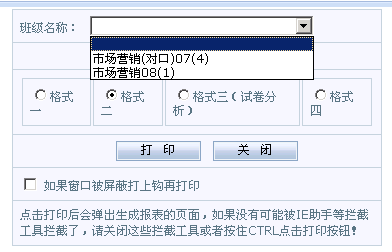 班级名称：
市场营销(对口)07(4)
市场营销08(1)
格式一
格式二
格式三（试卷分析）
格式四
打 印
关 闭
如果窗口被屏蔽打上钩再打印
点击打印后会弹出生成报表的页面，如果没有可能被IE助手等拦截
工具拦截了，请关闭这些拦截工具或者按住CTRL点击打印按钮!